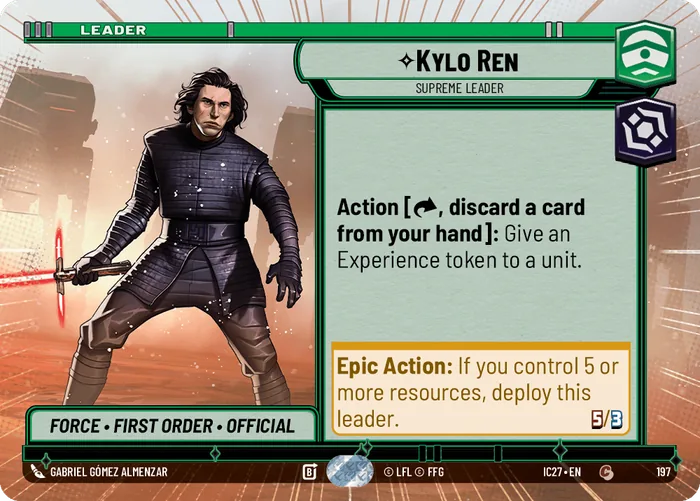 LEADER
KYLO REN
SUPREME LEADER
Action [, discard a card
from your hand]: Give an
Experience token to a unit.
Epic Action: If you control 5 or
more resources, deploy this
leader.
5/3
FORCE • FIRST ORDER • OFFICIAL
GABRIEL GÓMEZ ALMENZAR
B
© LFL © FFG
IC27 • EN
C
197